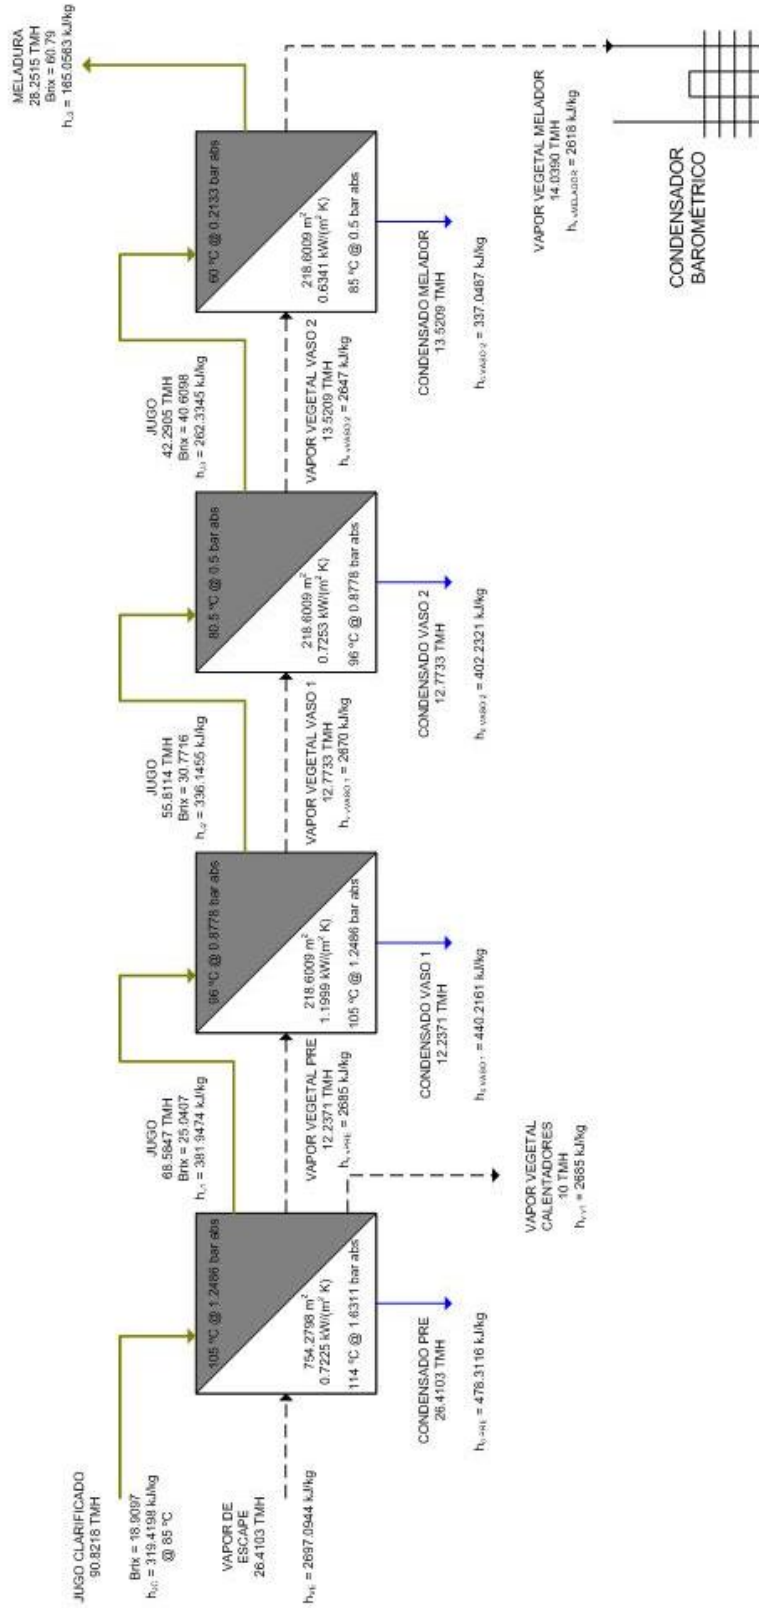 JUGO CLARIFICADO
90.8218 TMH
Brix = 18.9097
= 319.4198 kJ/kg
@ 85 ºC
VAPOR DE
ESCAPE
26.4103 TMH
= 2697.0944 kJ/kg
105 ºC @ 1.2486 bar abs
754.2798 m²
0.7225 kW/(m² K)
114 ºC @ 1.6311 bar abs
CONDENSADO PRE
26.4103 TMH
= 478.3116 kJ/kg
JUGO
68.5847 TMH
Brix = 25.0407
= 381.9474 kJ/kg
VAPOR VEGETAL PRE
12.2371 TMH
= 2685 kJ/kg
VAPOR VEGETAL
CALENTADORES
10 TMH
= 2685 kJ/kg
96 ºC @ 0.8778 bar abs
218.6009 m²
1.1999 kW/(m² K)
105 ºC @ 1.2486 bar abs
CONDENSADO VASO 1
12.2371 TMH
= 440.2161 kJ/kg
JUGO
55.8114 TMH
Brix = 30.7716
= 336.1455 kJ/kg
VAPOR VEGETAL VASO 1
12.7733 TMH
= 2670 kJ/kg
80.5 ºC @ 0.5 bar abs
218.6009 m²
0.7253 kW/(m² K)
96 ºC @ 0.8778 bar abs
CONDENSADO VASO 2
12.7733 TMH
= 402.2321 kJ/kg
JUGO
42.2905 TMH
Brix = 40.6098
= 262.3345 kJ/kg
VAPOR VEGETAL VASO 2
13.5209 TMH
= 2647 kJ/kg
60 ºC @ 0.2133 bar abs
218.6009 m²
0.6341 kW/(m² K)
85 ºC @ 0.5 bar abs
CONDENSADO MELADOR
13.5209 TMH
= 337.0487 kJ/kg
MELADURA
28.2515 TMH
Brix = 60.79
= 165.0563 kJ/kg
VAPOR VEGETAL MELADOR
14.0390 TMH
= 2618 kJ/kg
CONDENSADOR
BAROMÉTRICO